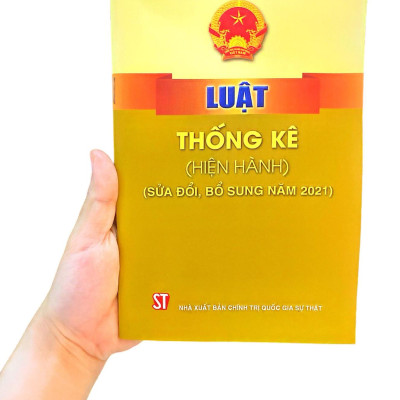 LUẬT
THỐNG KÊ
(HIỆN HÀNH)
(SỬA ĐỔI, BỔ SUNG NĂM 2021)
ST
NHÀ XUẤT BẢN CHÍNH TRỊ QUỐC GIA SỰ THẬT